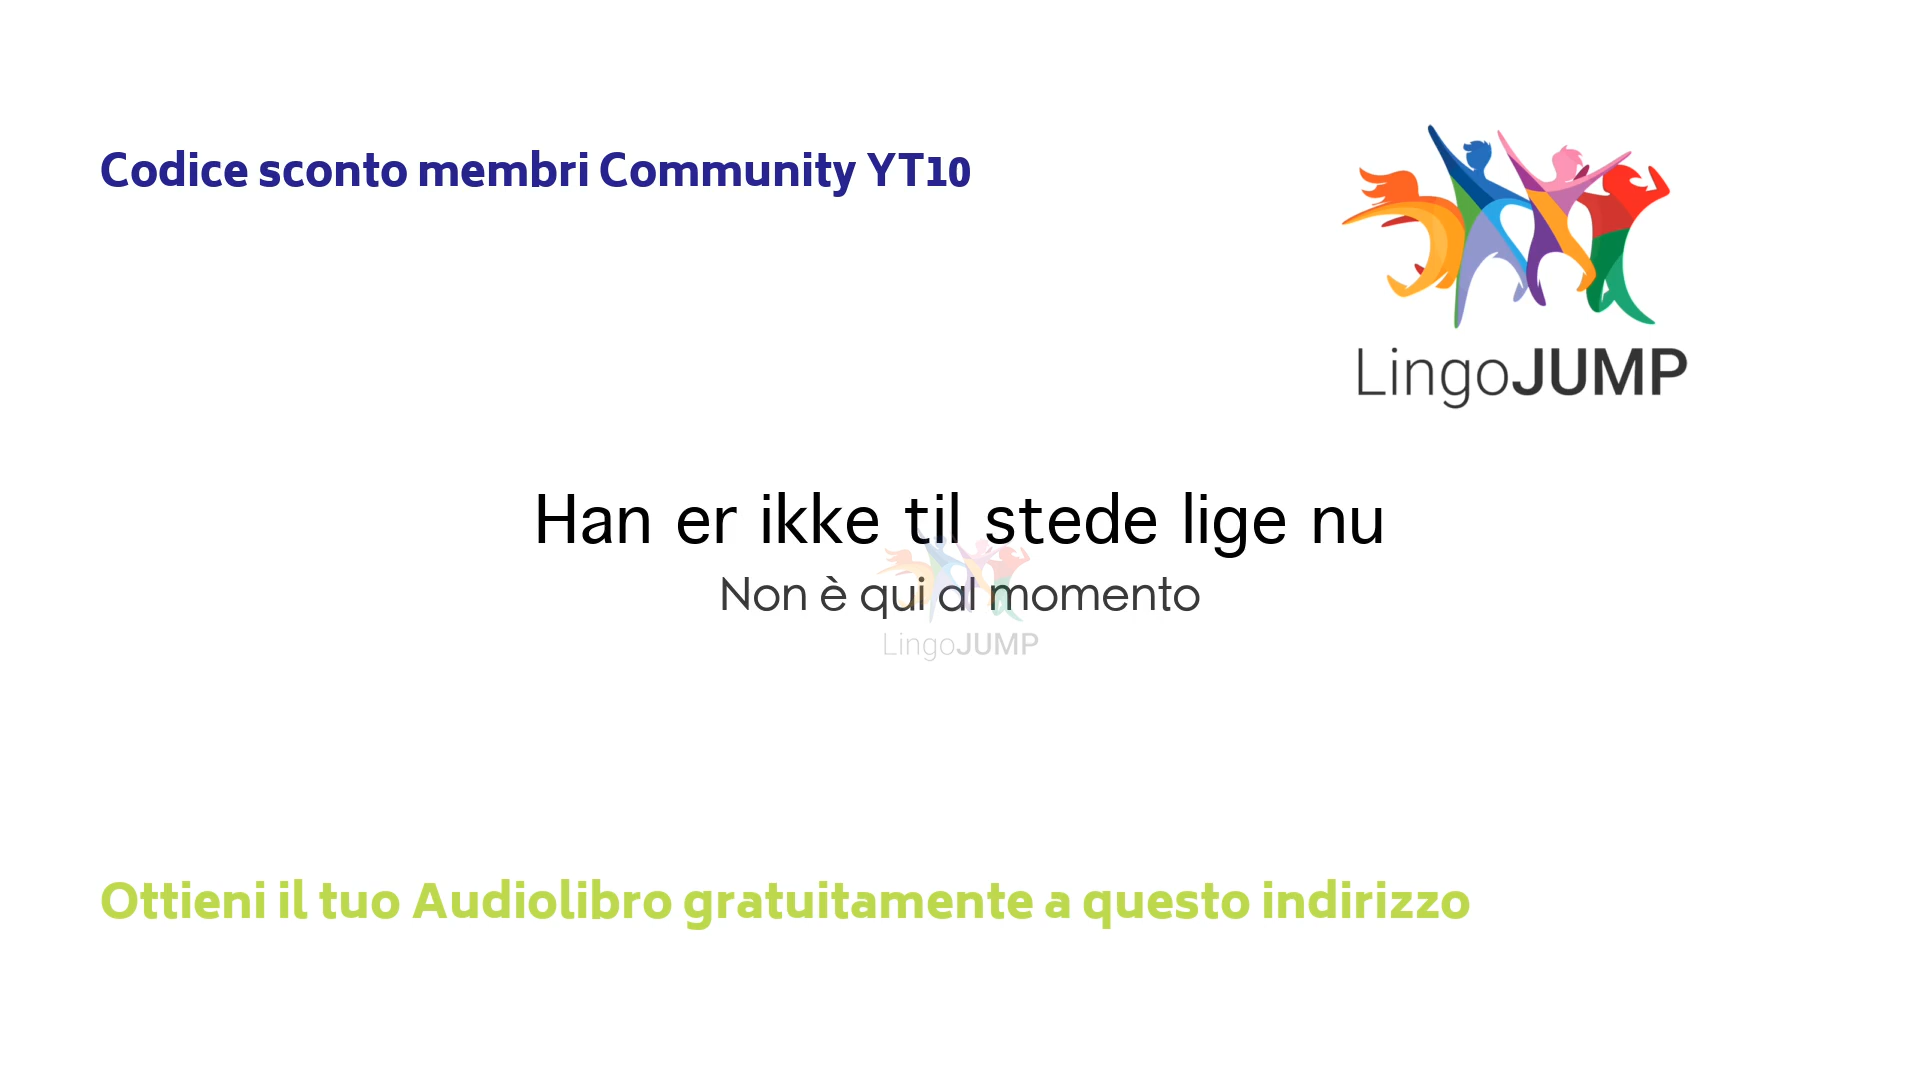 Codice sconto membri Community YT10
LingoJUMP
Han er ikke til stede lige nu
Non è qui al momento
LingoJUMP
Ottieni il tuo Audiolibro gratuitamente a questo indirizzo